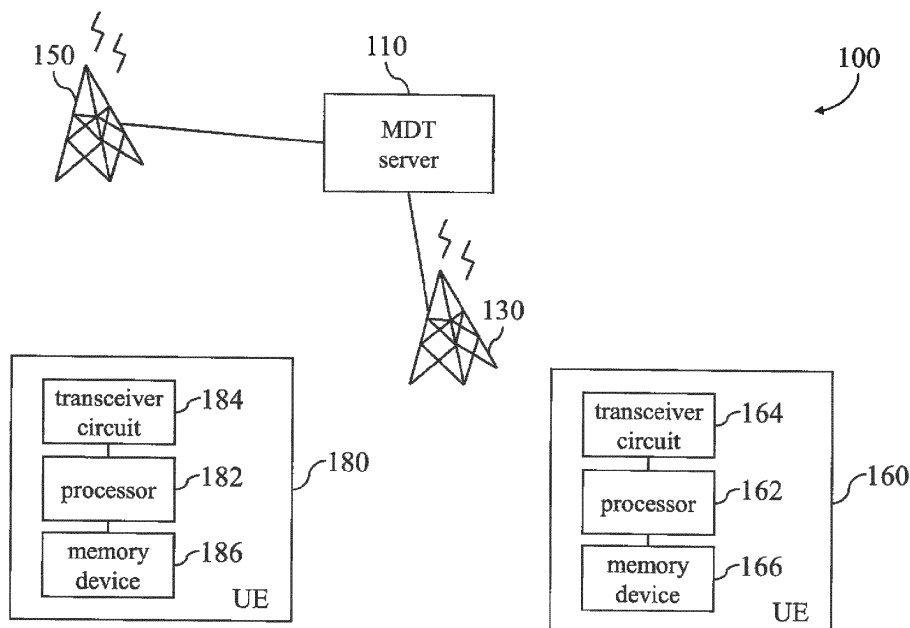 150
110
100
MDT
server
130
transceiver
circuit
184
processor
182
180
memory
device
186
UE
transceiver
circuit
164
processor
162
160
memory
device
166
UE